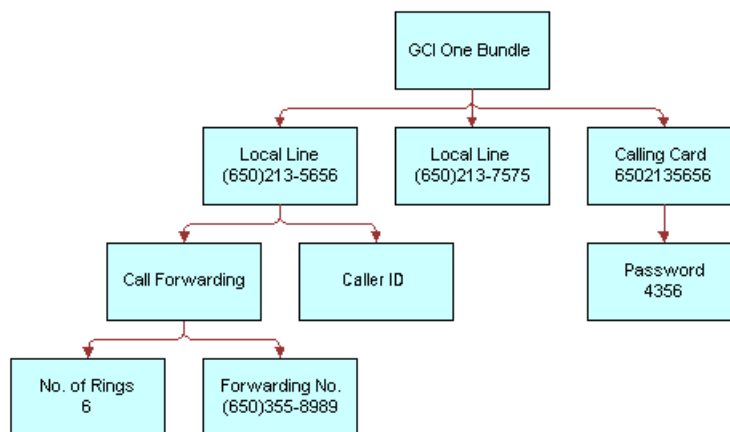 GCI One Bundle
Local Line
(650)213-5656
Local Line
(650)213-7575
Calling Card
6502135656
Call Forwarding
Caller ID
Password
4356
No. of Rings
6
Forwarding No.
(650)355-8989